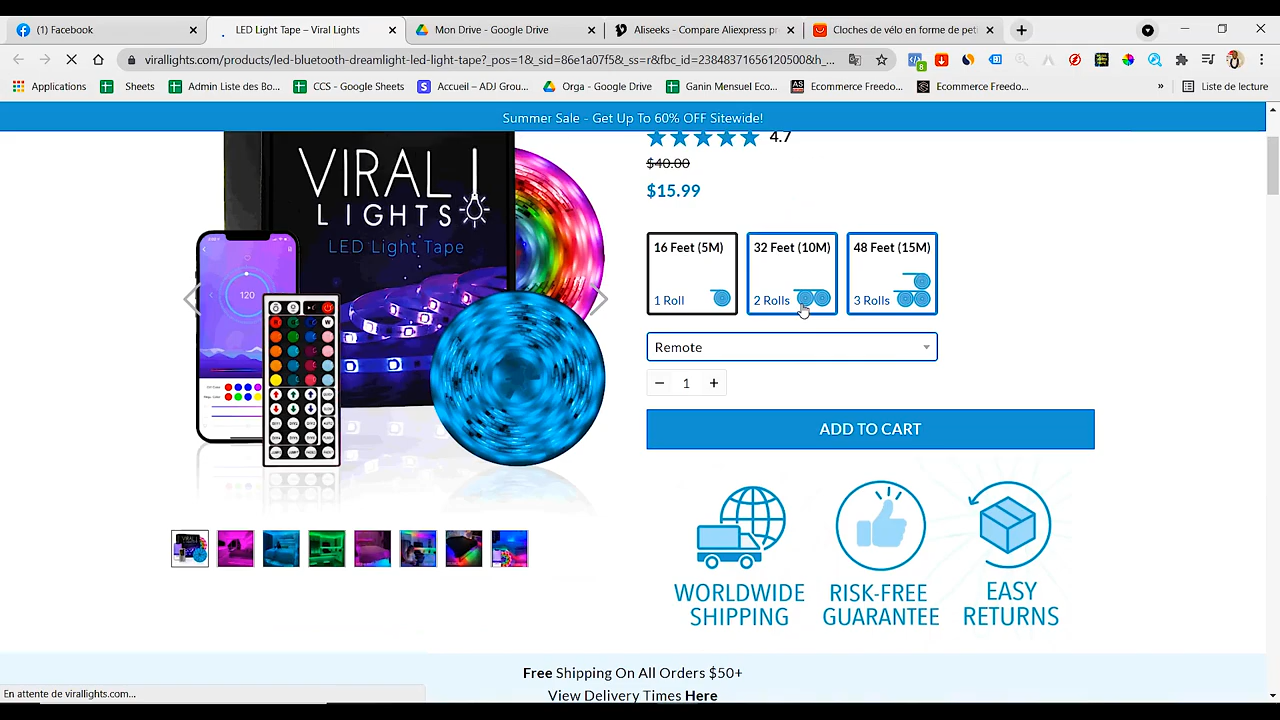 (1) Facebook
LED Light Tape – Viral Lights
Mon Drive - Google Drive
Aliseeks - Compare Aliexpress pr
Cloches de vélo en forme de pet
virallights.com/products/led-bluetooth-dreamlight-led-light-tape?_pos=1&_sid=86e1a07f5&_ss=r&fbc_id=238483716561205000&h_...
Applications
Sheets
Admin Liste des Bo...
CCS - Google Sheets
Accueil – ADJ Grou...
Orga - Google Drive
Ganin Mensuel Eco...
Ecommerce Freedo...
Ecommerce Freedo...
»
Liste de lecture
Summer Sale - Get Up To 60% OFF Sitewide!
4.7
$40.00
$15.99
VIRAL
LIGHTS
LED Light Tape
120
16 Feet (5M)
1 Roll
32 Feet (10M)
2 Rolls
48 Feet (15M)
3 Rolls
Remote
− 1 +
ADD TO CART
WORLDWIDE
SHIPPING
RISK-FREE
GUARANTEE
EASY
RETURNS
Free Shipping On All Orders $50+
View Delivery Times Here
En attente de virallights.com...